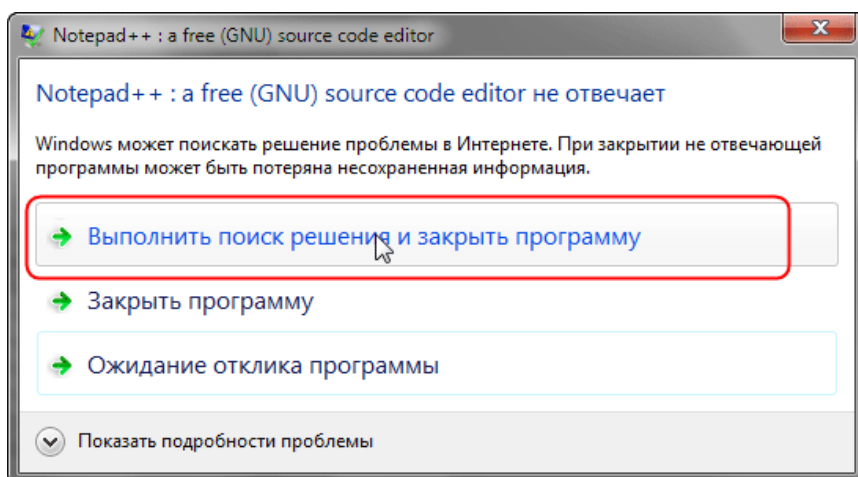 Notepad++ : a free (GNU) source code editor
Notepad++ : a free (GNU) source code editor не отвечает
Windows может поискать решение проблемы в Интернете. При закрытии не отвечающей
программы может быть потеряна несохраненная информация.
Выполнить поиск решения и закрыть программу
Закрыть программу
Ожидание отклика программы
Показать подробности проблемы